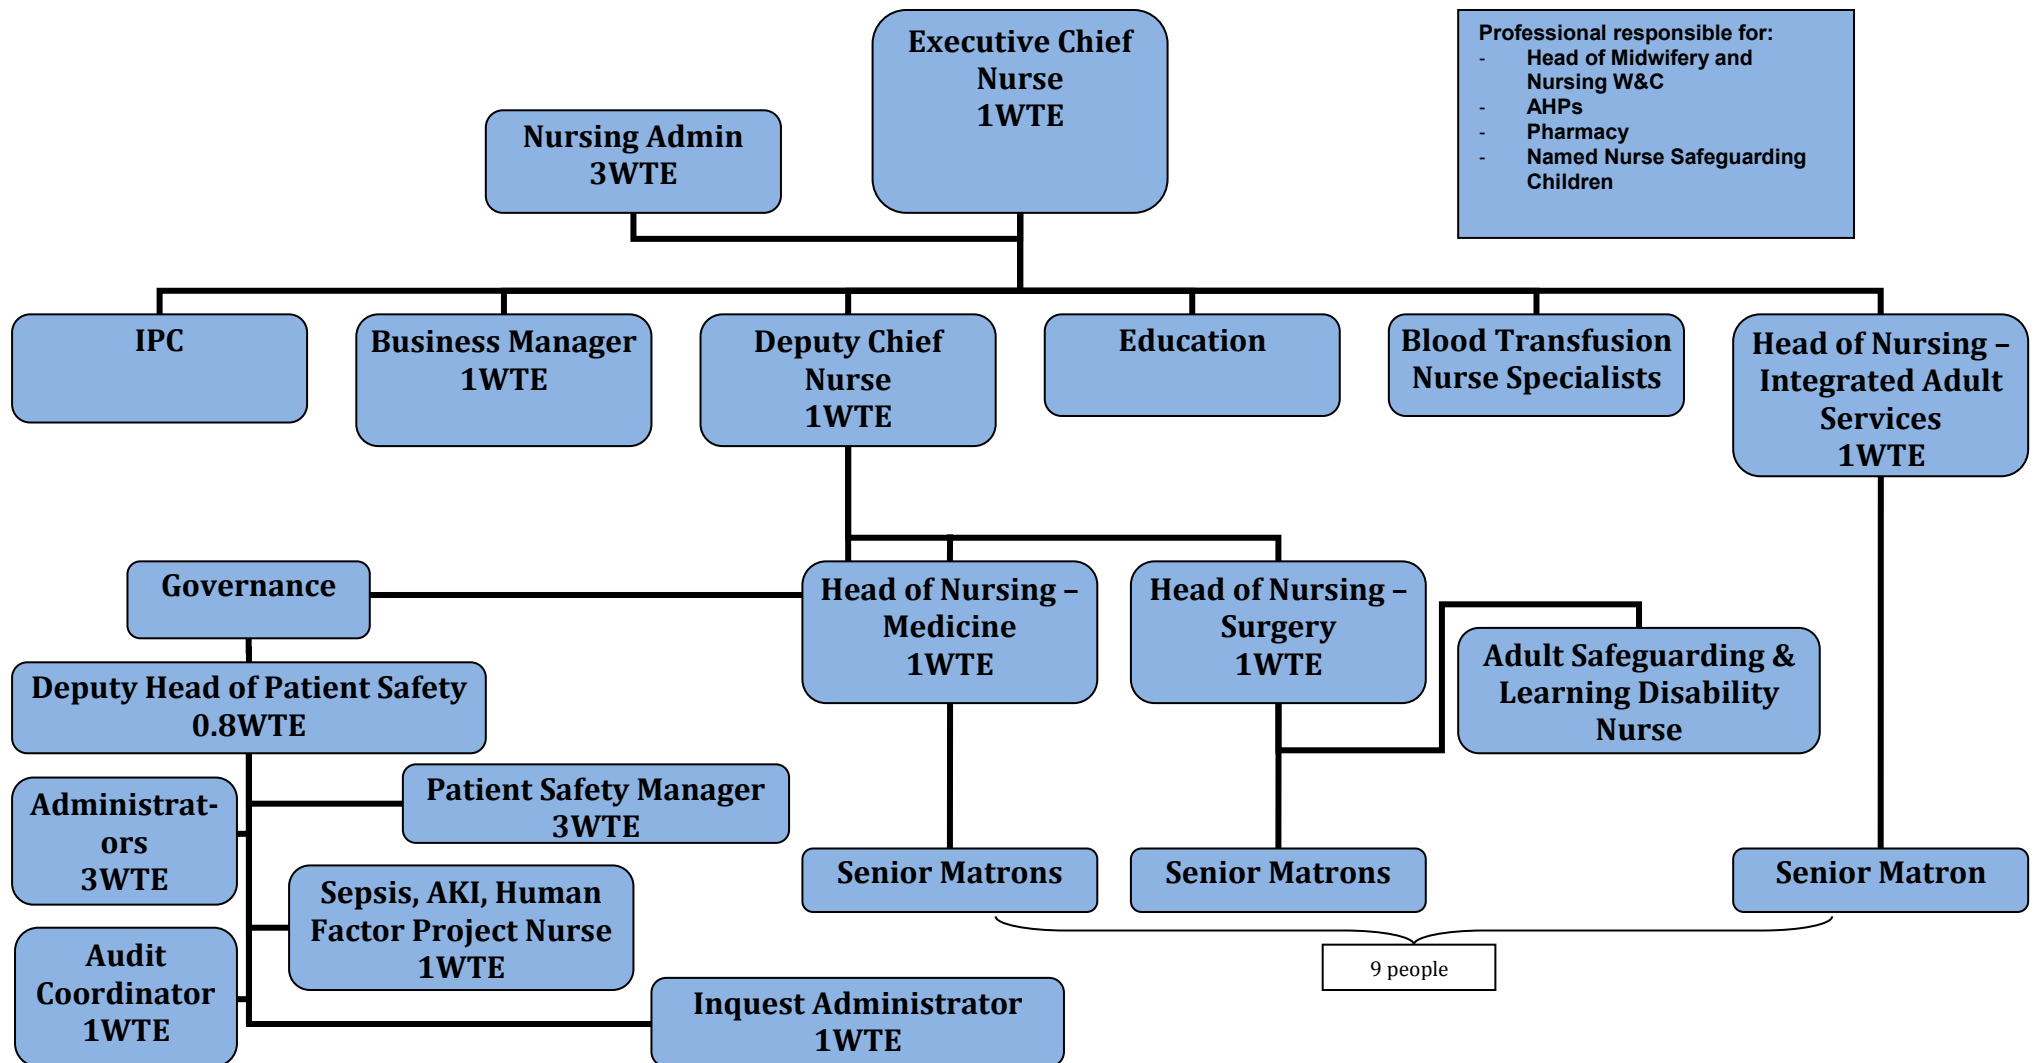 Executive Chief
Nurse
1WTE
Professional responsible for:
- Head of Midwifery and
Nursing W&C
- AHPs
- Pharmacy
- Named Nurse Safeguarding
Children
Nursing Admin
3WTE
IPC
Business Manager
1WTE
Deputy Chief
Nurse
1WTE
Education
Blood Transfusion
Nurse Specialists
Head of Nursing –
Integrated Adult
Services
1WTE
Governance
Head of Nursing –
Medicine
1WTE
Head of Nursing –
Surgery
1WTE
Adult Safeguarding &
Learning Disability
Nurse
Deputy Head of Patient Safety
0.8WTE
Administrat-
ors
3WTE
Patient Safety Manager
3WTE
Senior Matrons
Senior Matrons
Senior Matron
Sepsis, AKI, Human
Factor Project Nurse
1WTE
9 people
Audit
Coordinator
1WTE
Inquest Administrator
1WTE